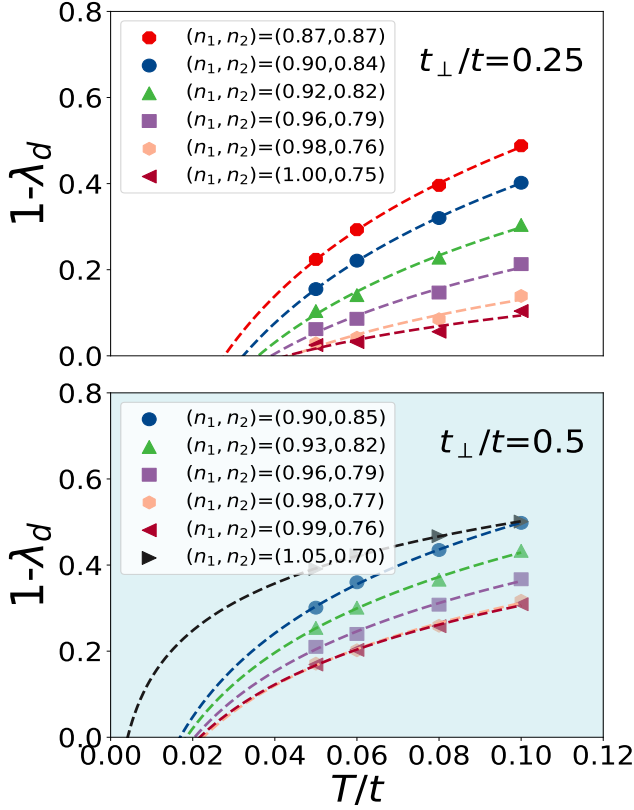 0.8
0.6
0.4
0.2
0.0
1-λd
(n1, n2)=(0.87,0.87)
(n1, n2)=(0.90,0.84)
(n1, n2)=(0.92,0.82)
(n1, n2)=(0.96,0.79)
(n1, n2)=(0.98,0.76)
(n1, n2)=(1.00,0.75)
t⊥/t=0.25
0.8
0.6
0.4
0.2
0.0
1-λd
(n1, n2)=(0.90,0.85)
(n1, n2)=(0.93,0.82)
(n1, n2)=(0.96,0.79)
(n1, n2)=(0.98,0.77)
(n1, n2)=(0.99,0.76)
(n1, n2)=(1.05,0.70)
t⊥/t=0.5
0.00 0.02 0.04 0.06 0.08 0.10 0.12
T/t